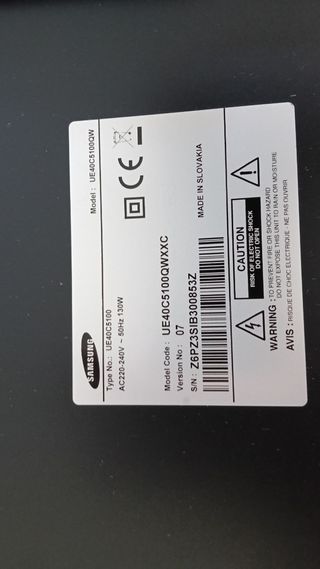 SAMSUNG
Type No.: UE40C5100
Model : UE40C5100QW
AC220-240V ~ 50Hz 130W
CE
Model Code : UE40C5100QWXXC
Version No : 07
S/N : Z6PZ3SIB300853Z
MADE IN SLOVAKIA
CAUTION
RISK OF ELECTRIC SHOCK
DO NOT OPEN
WARNING : TO PREVENT FIRE OR SHOCK HAZARD
DO NOT EXPOSE THIS UNIT TO RAIN OR MOISTURE
AVIS : RISQUE DE CHOC ELECTRIQUE - NE PAS OUVRIR